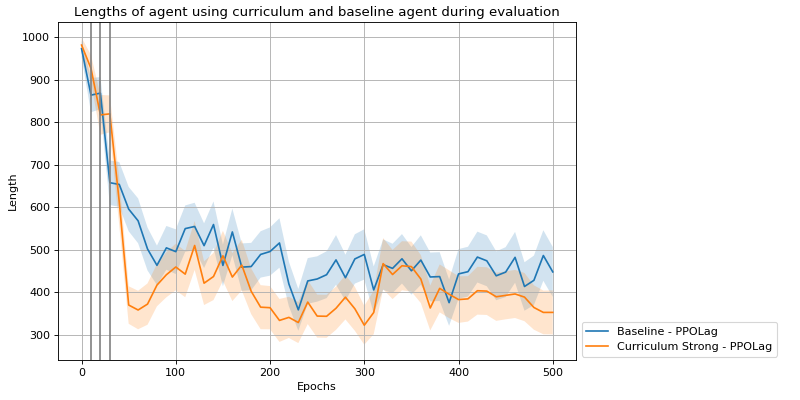 Lengths of agent using curriculum and baseline agent during evaluation
1000
900
800
700
600
500
400
300
Length
0
100
200
300
400
500
Epochs
Baseline - PPOLag
Curriculum Strong - PPOLag